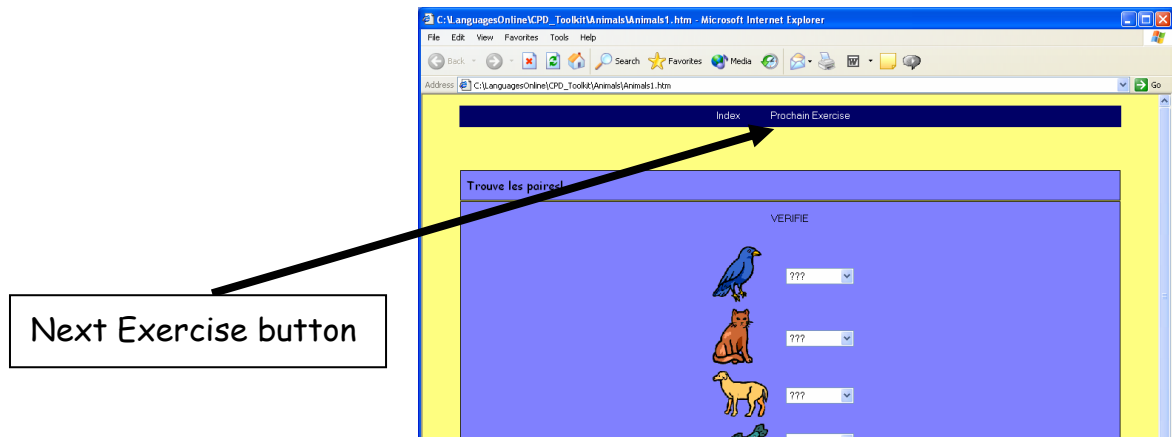 C:\LanguagesOnline\CPD_Toolkit\Animals\Animals1.htm - Microsoft Internet Explorer
File Edit View Favorites Tools Help
Back Search Favorites Media
Address C:\LanguagesOnline\CPD_Toolkit\Animals\Animals1.htm Go
Index Prochain Exercise
Trouve les paires!
VERIFIE
???
Next Exercise button
???
???